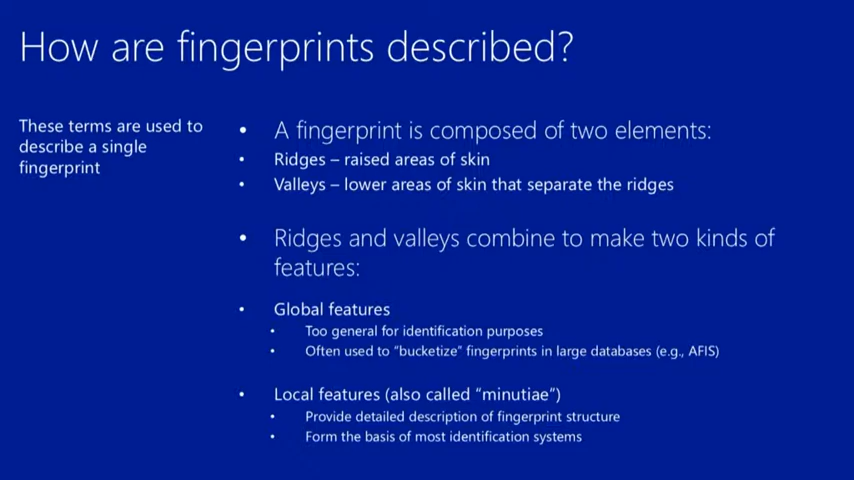 How are fingerprints described?
These terms are used to
describe a single
fingerprint
• A fingerprint is composed of two elements:
• Ridges – raised areas of skin
• Valleys – lower areas of skin that separate the ridges
• Ridges and valleys combine to make two kinds of
features:
• Global features
• Too general for identification purposes
• Often used to “bucketize” fingerprints in large databases (e.g., AFIS)
• Local features (also called “minutiae”)
• Provide detailed description of fingerprint structure
• Form the basis of most identification systems